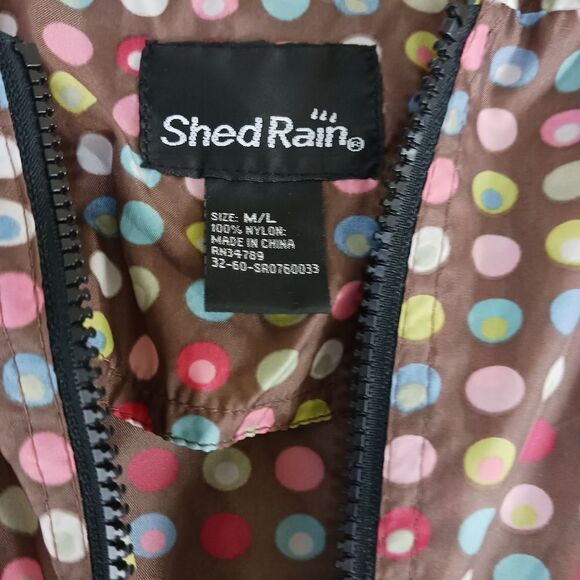 ShedRain®
SIZE: M/L
100% NYLON:
MADE IN CHINA
RN34789
32-60-SR0760033